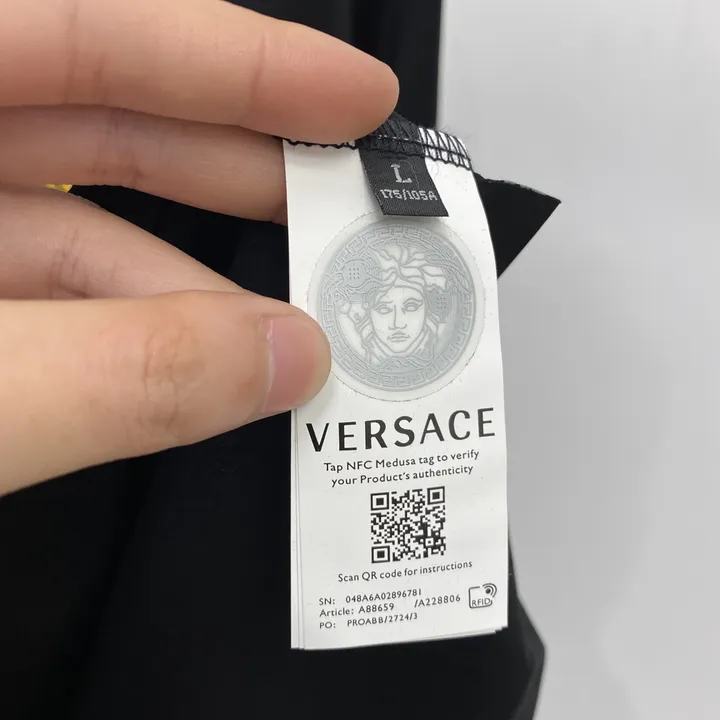 L
175/105A
VERSACE
Tap NFC Medusa tag to verify
your Product's authenticity
Scan QR code for instructions
SN: 048A6A02896781
Article: A88659 /A228806
PO: PROABB/2724/3
RFID